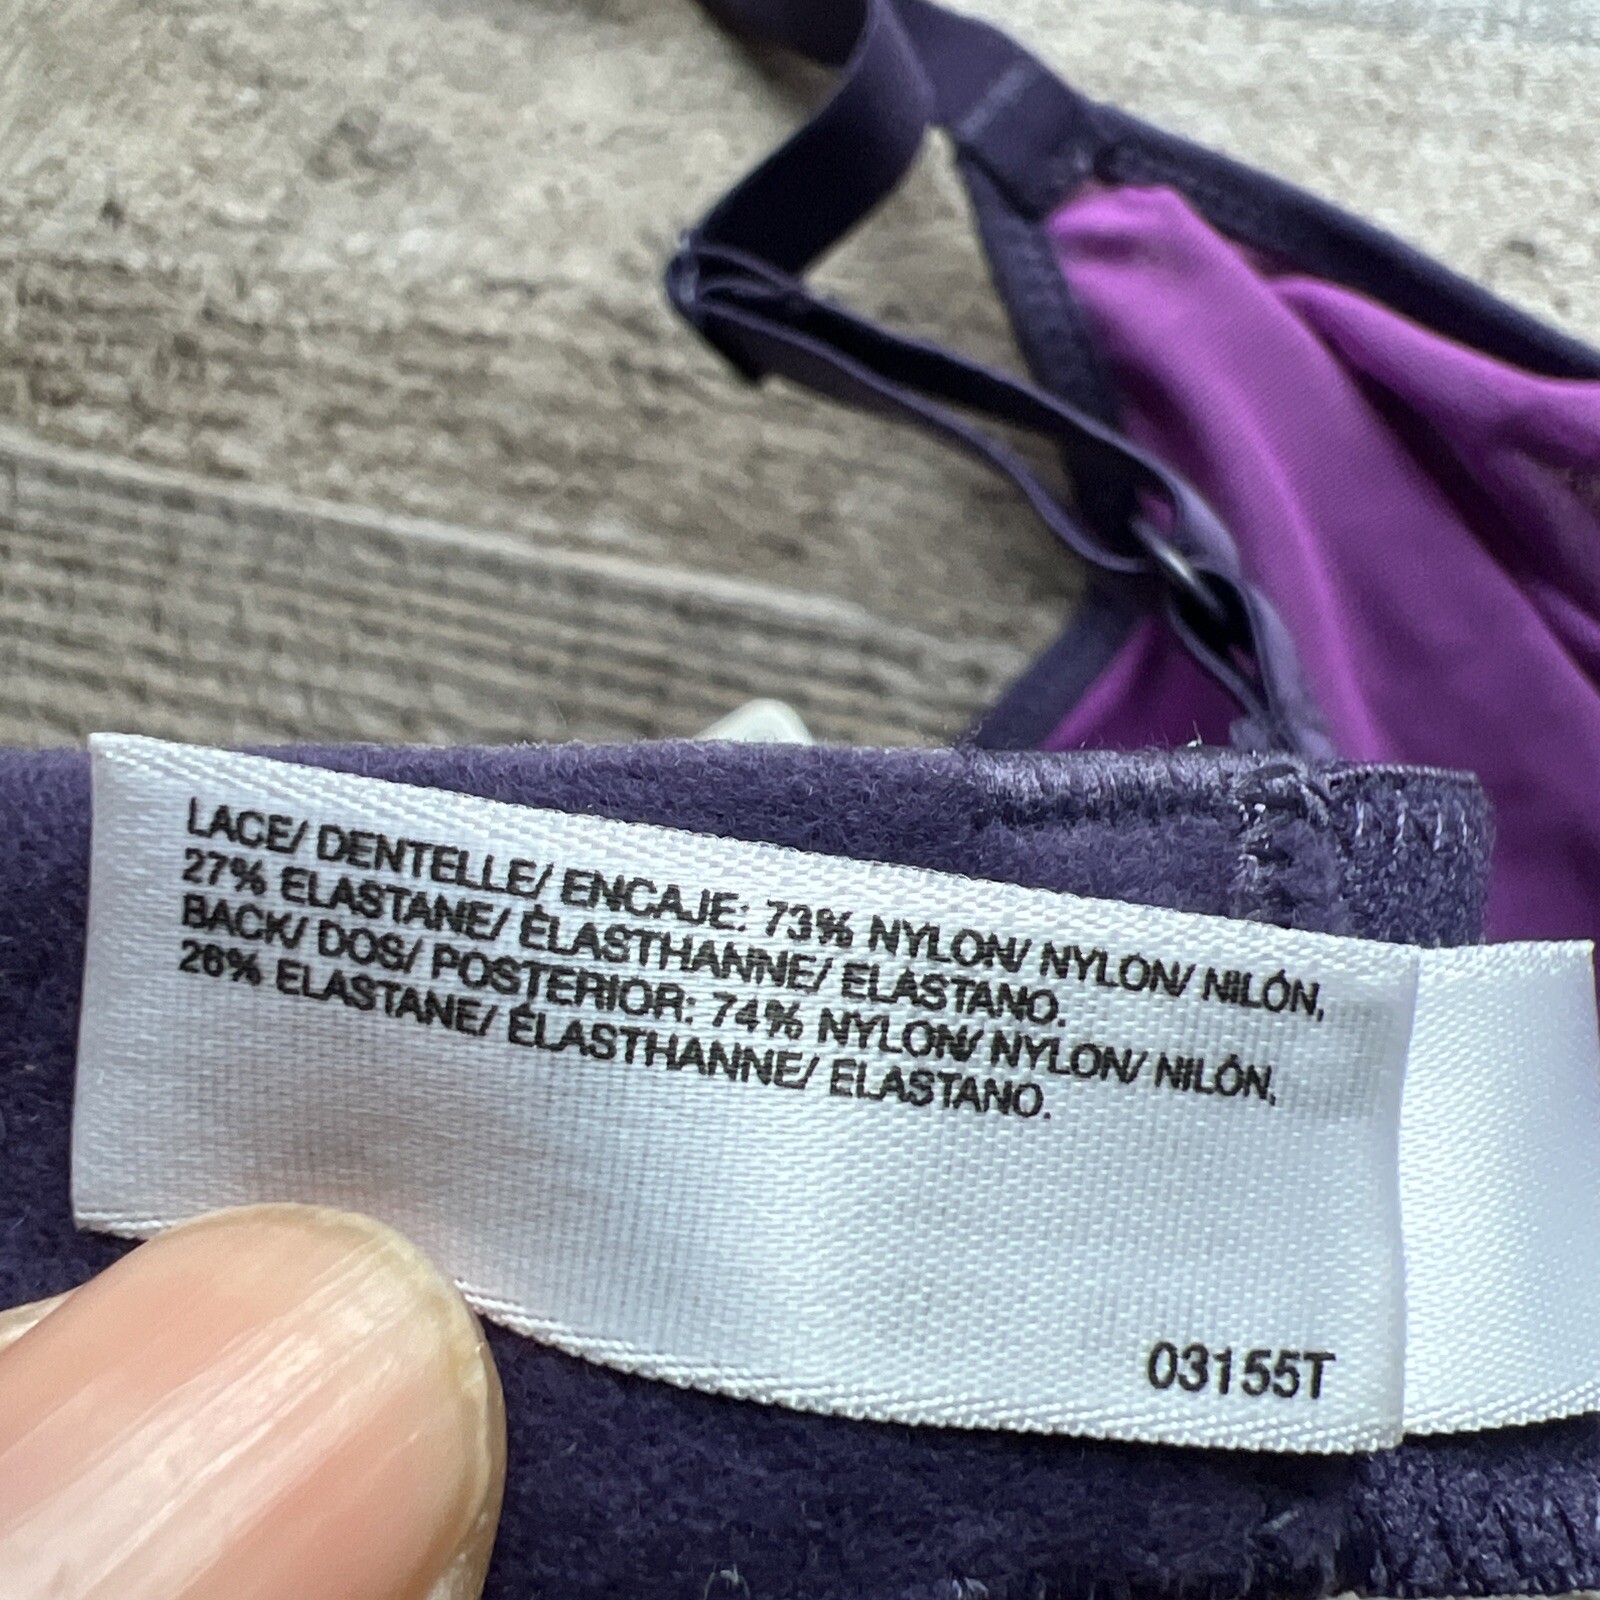 LACE/ DENTELLE/ ENCAJE: 73% NYLON/ NYLON/ NILÓN,
27% ELASTANE/ ÉLASTHANNE/ ELASTANO.
BACK/ DOS/ POSTERIOR: 74% NYLON/ NYLON/ NILÓN,
26% ELASTANE/ ÉLASTHANNE/ ELASTANO.
03155T